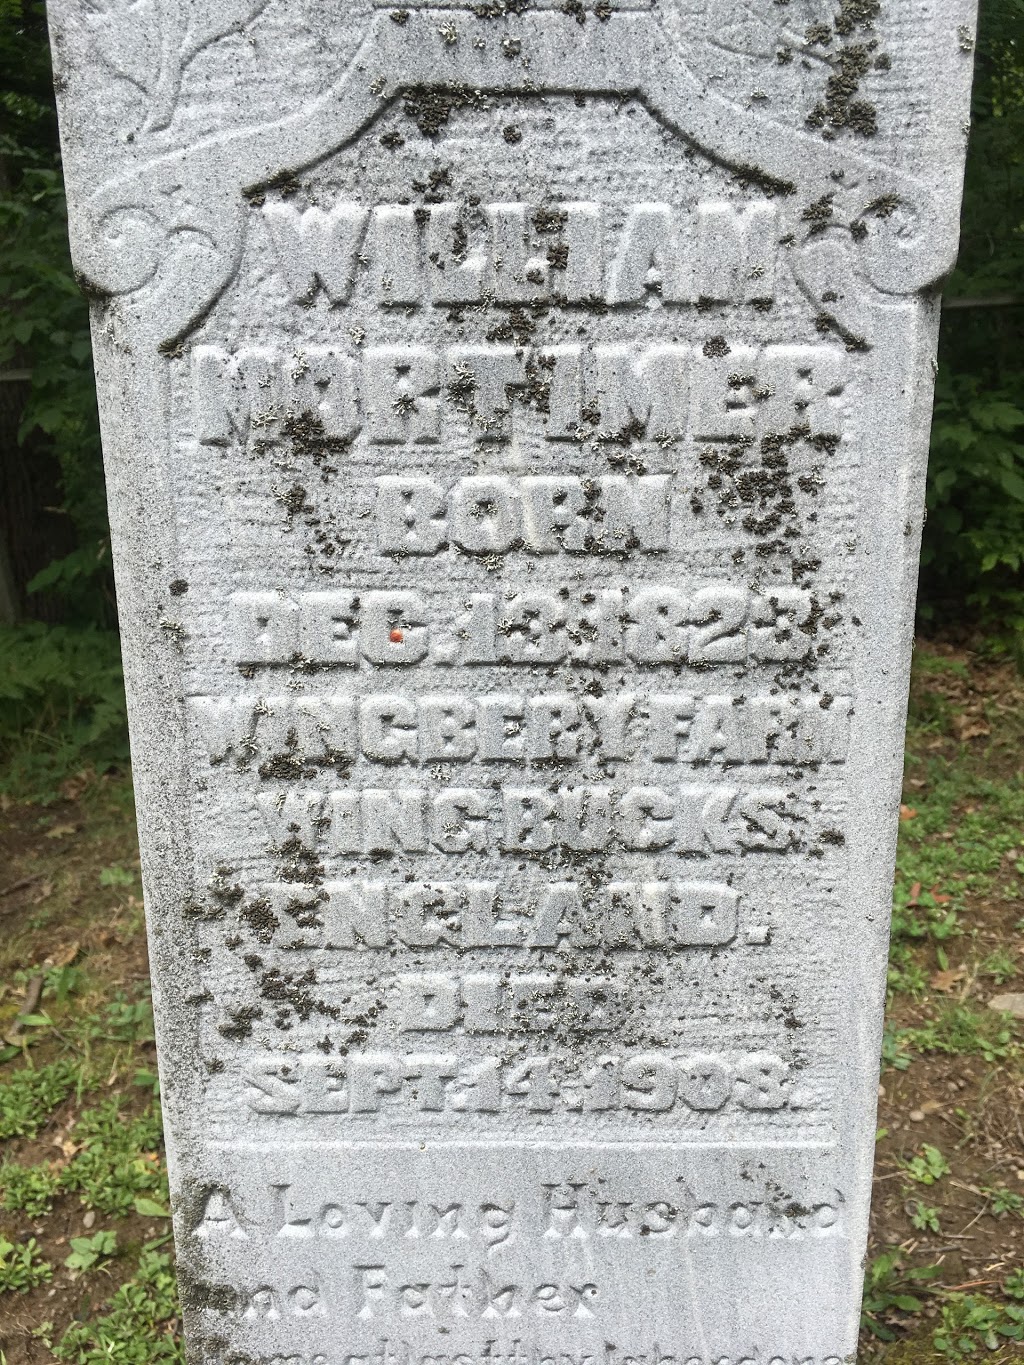 WILLIAM
MORTIMER
BORN
DEC. 13. 1823
WINGBERY FARM
WING. BUCKS
ENGLAND.
DIED
SEPT. 14. 1908.
A Loving Husband
and Father